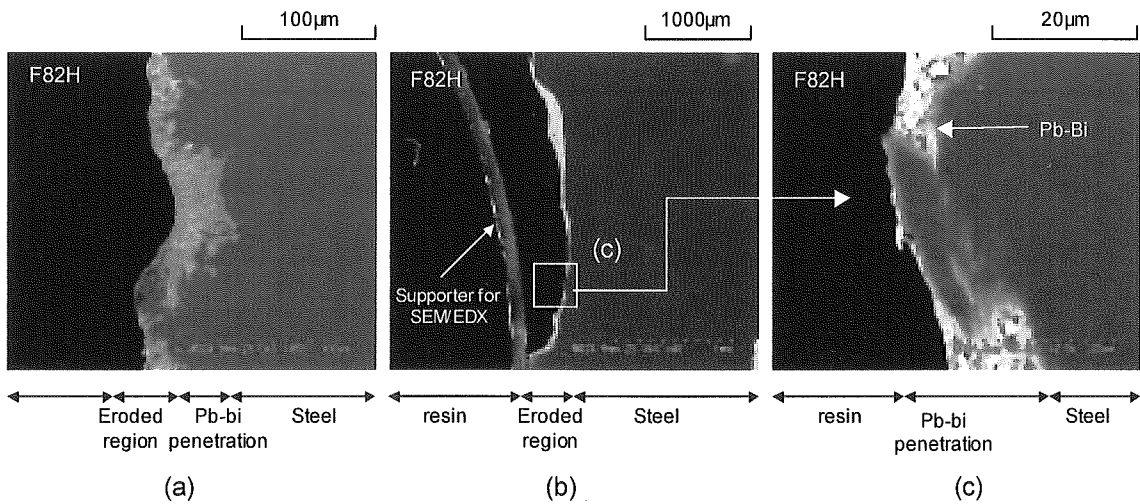 100µm
1000µm
20µm
F82H
F82H
F82H
Pb-Bi
(c)
Supporter for
SEM/EDX
Eroded
region
Pb-bi
penetration
Steel
resin
Eroded
region
Steel
resin
Pb-bi
penetration
Steel
(a)
(b)
(c)